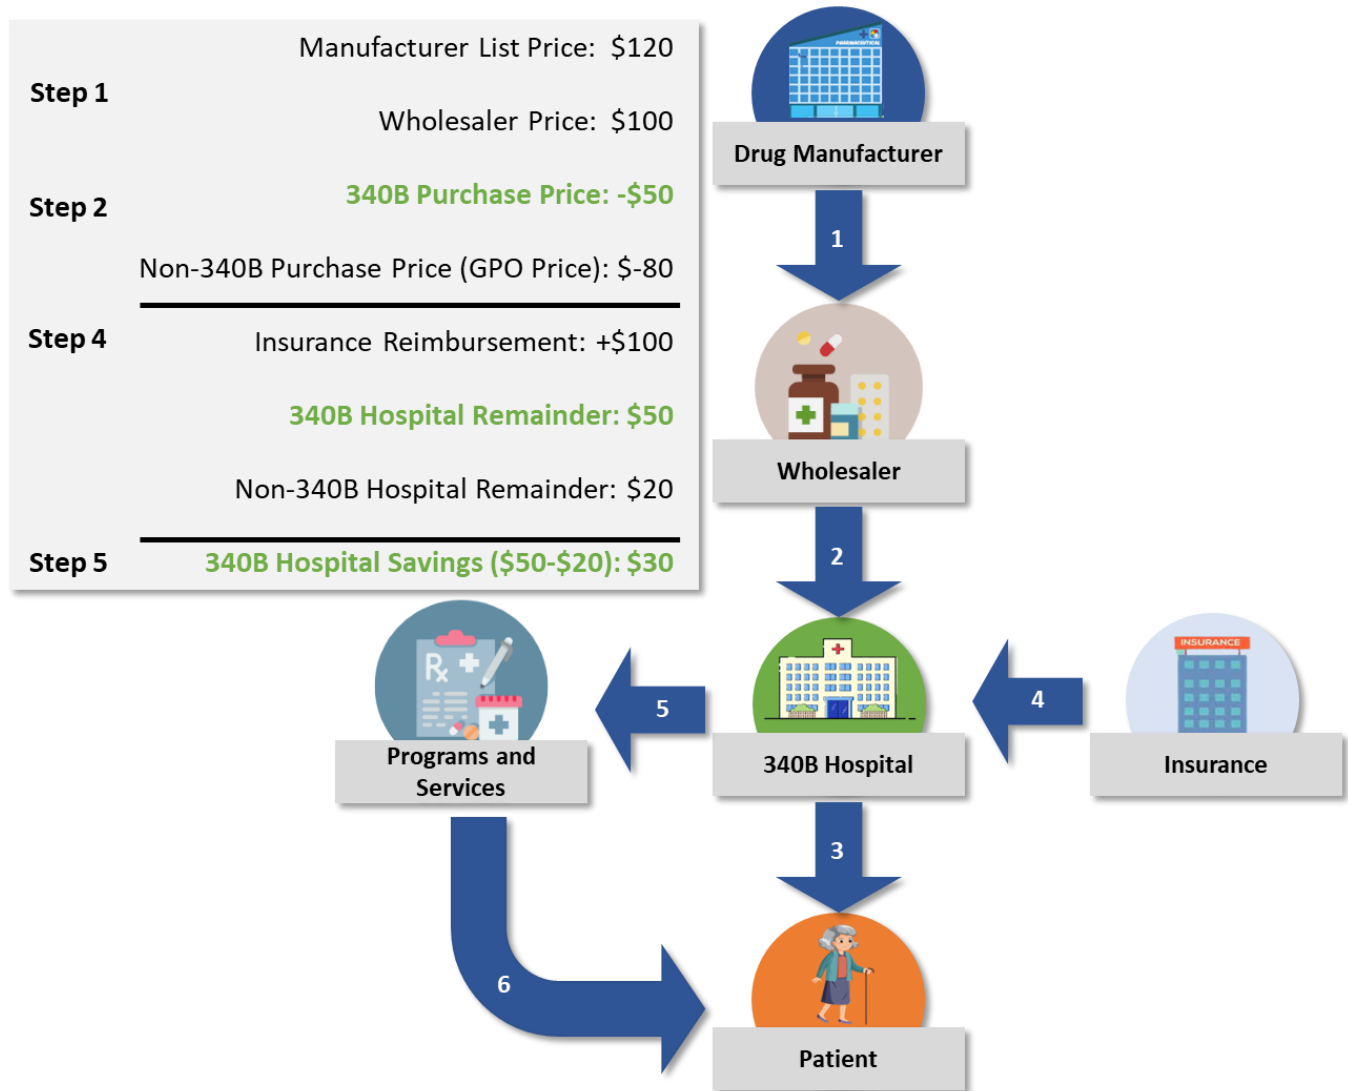 Manufacturer List Price: $120
Step 1
Wholesaler Price: $100
340B Purchase Price: -$50
Step 2
Non-340B Purchase Price (GPO Price): $-80
Step 4
Insurance Reimbursement: +$100
340B Hospital Remainder: $50
Non-340B Hospital Remainder: $20
Step 5
340B Hospital Savings ($50-$20): $30
PHARMACEUTICAL
Drug Manufacturer
1
Wholesaler
2
Rx
Programs and
Services
5
340B Hospital
4
INSURANCE
Insurance
3
6
Patient